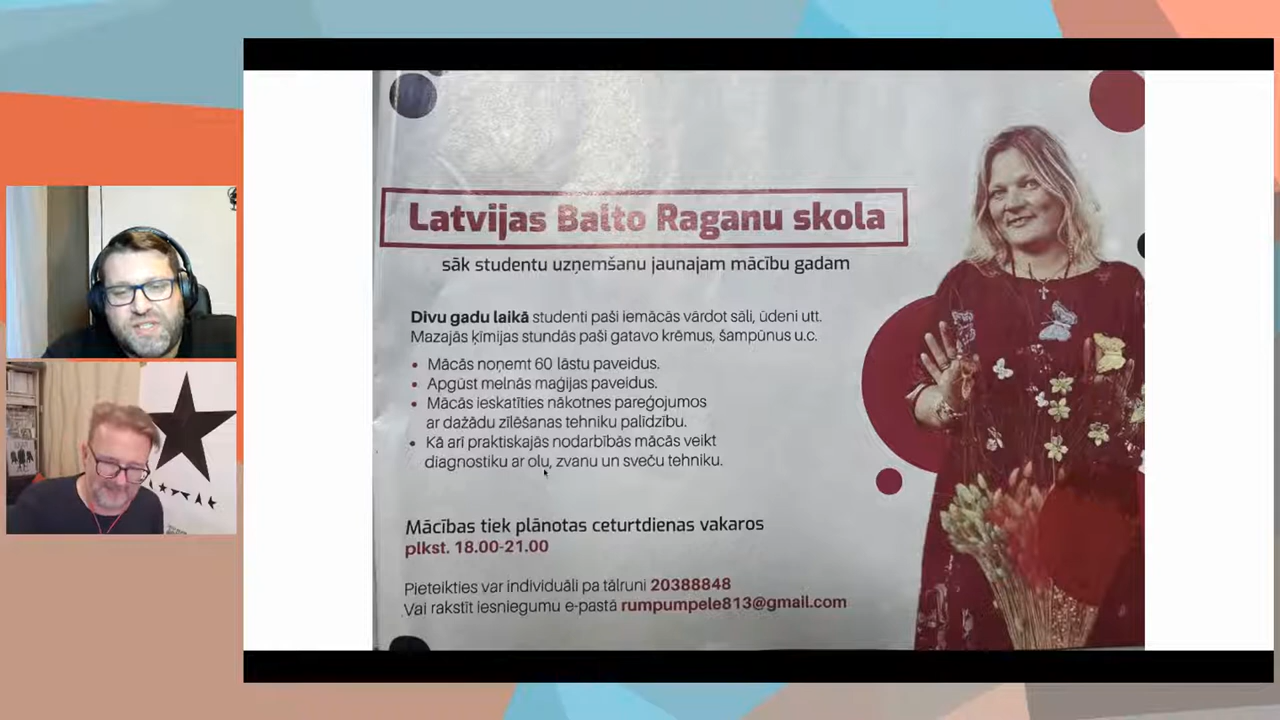 Latvijas Balto Raganu skola
sāk studentu uzņemšanu jaunajam mācību gadam
Divu gadu laikā studenti paši iemācās vārdot sāli, ūdeni utt.
Mazajās ķīmijas stundās paši gatavo krēmus, šampūnus u.c.
• Mācās noņemt 60 lāstu paveidus.
• Apgūst melnās maģijas paveidus.
• Mācās ieskatīties nākotnes pareģojumos
ar dažādu zīlēšanas tehniku palīdzību.
• Kā arī praktiskajās nodarbībās mācās veikt
diagnostiku ar olu, zvanu un sveču tehniku.
Mācības tiek plānotas ceturtdienas vakaros
plkst. 18.00-21.00
Pieteikties var individuāli pa tālruni 20388848
Vai rakstīt iesniegumu e-pastā rumpumpele813@gmail.com